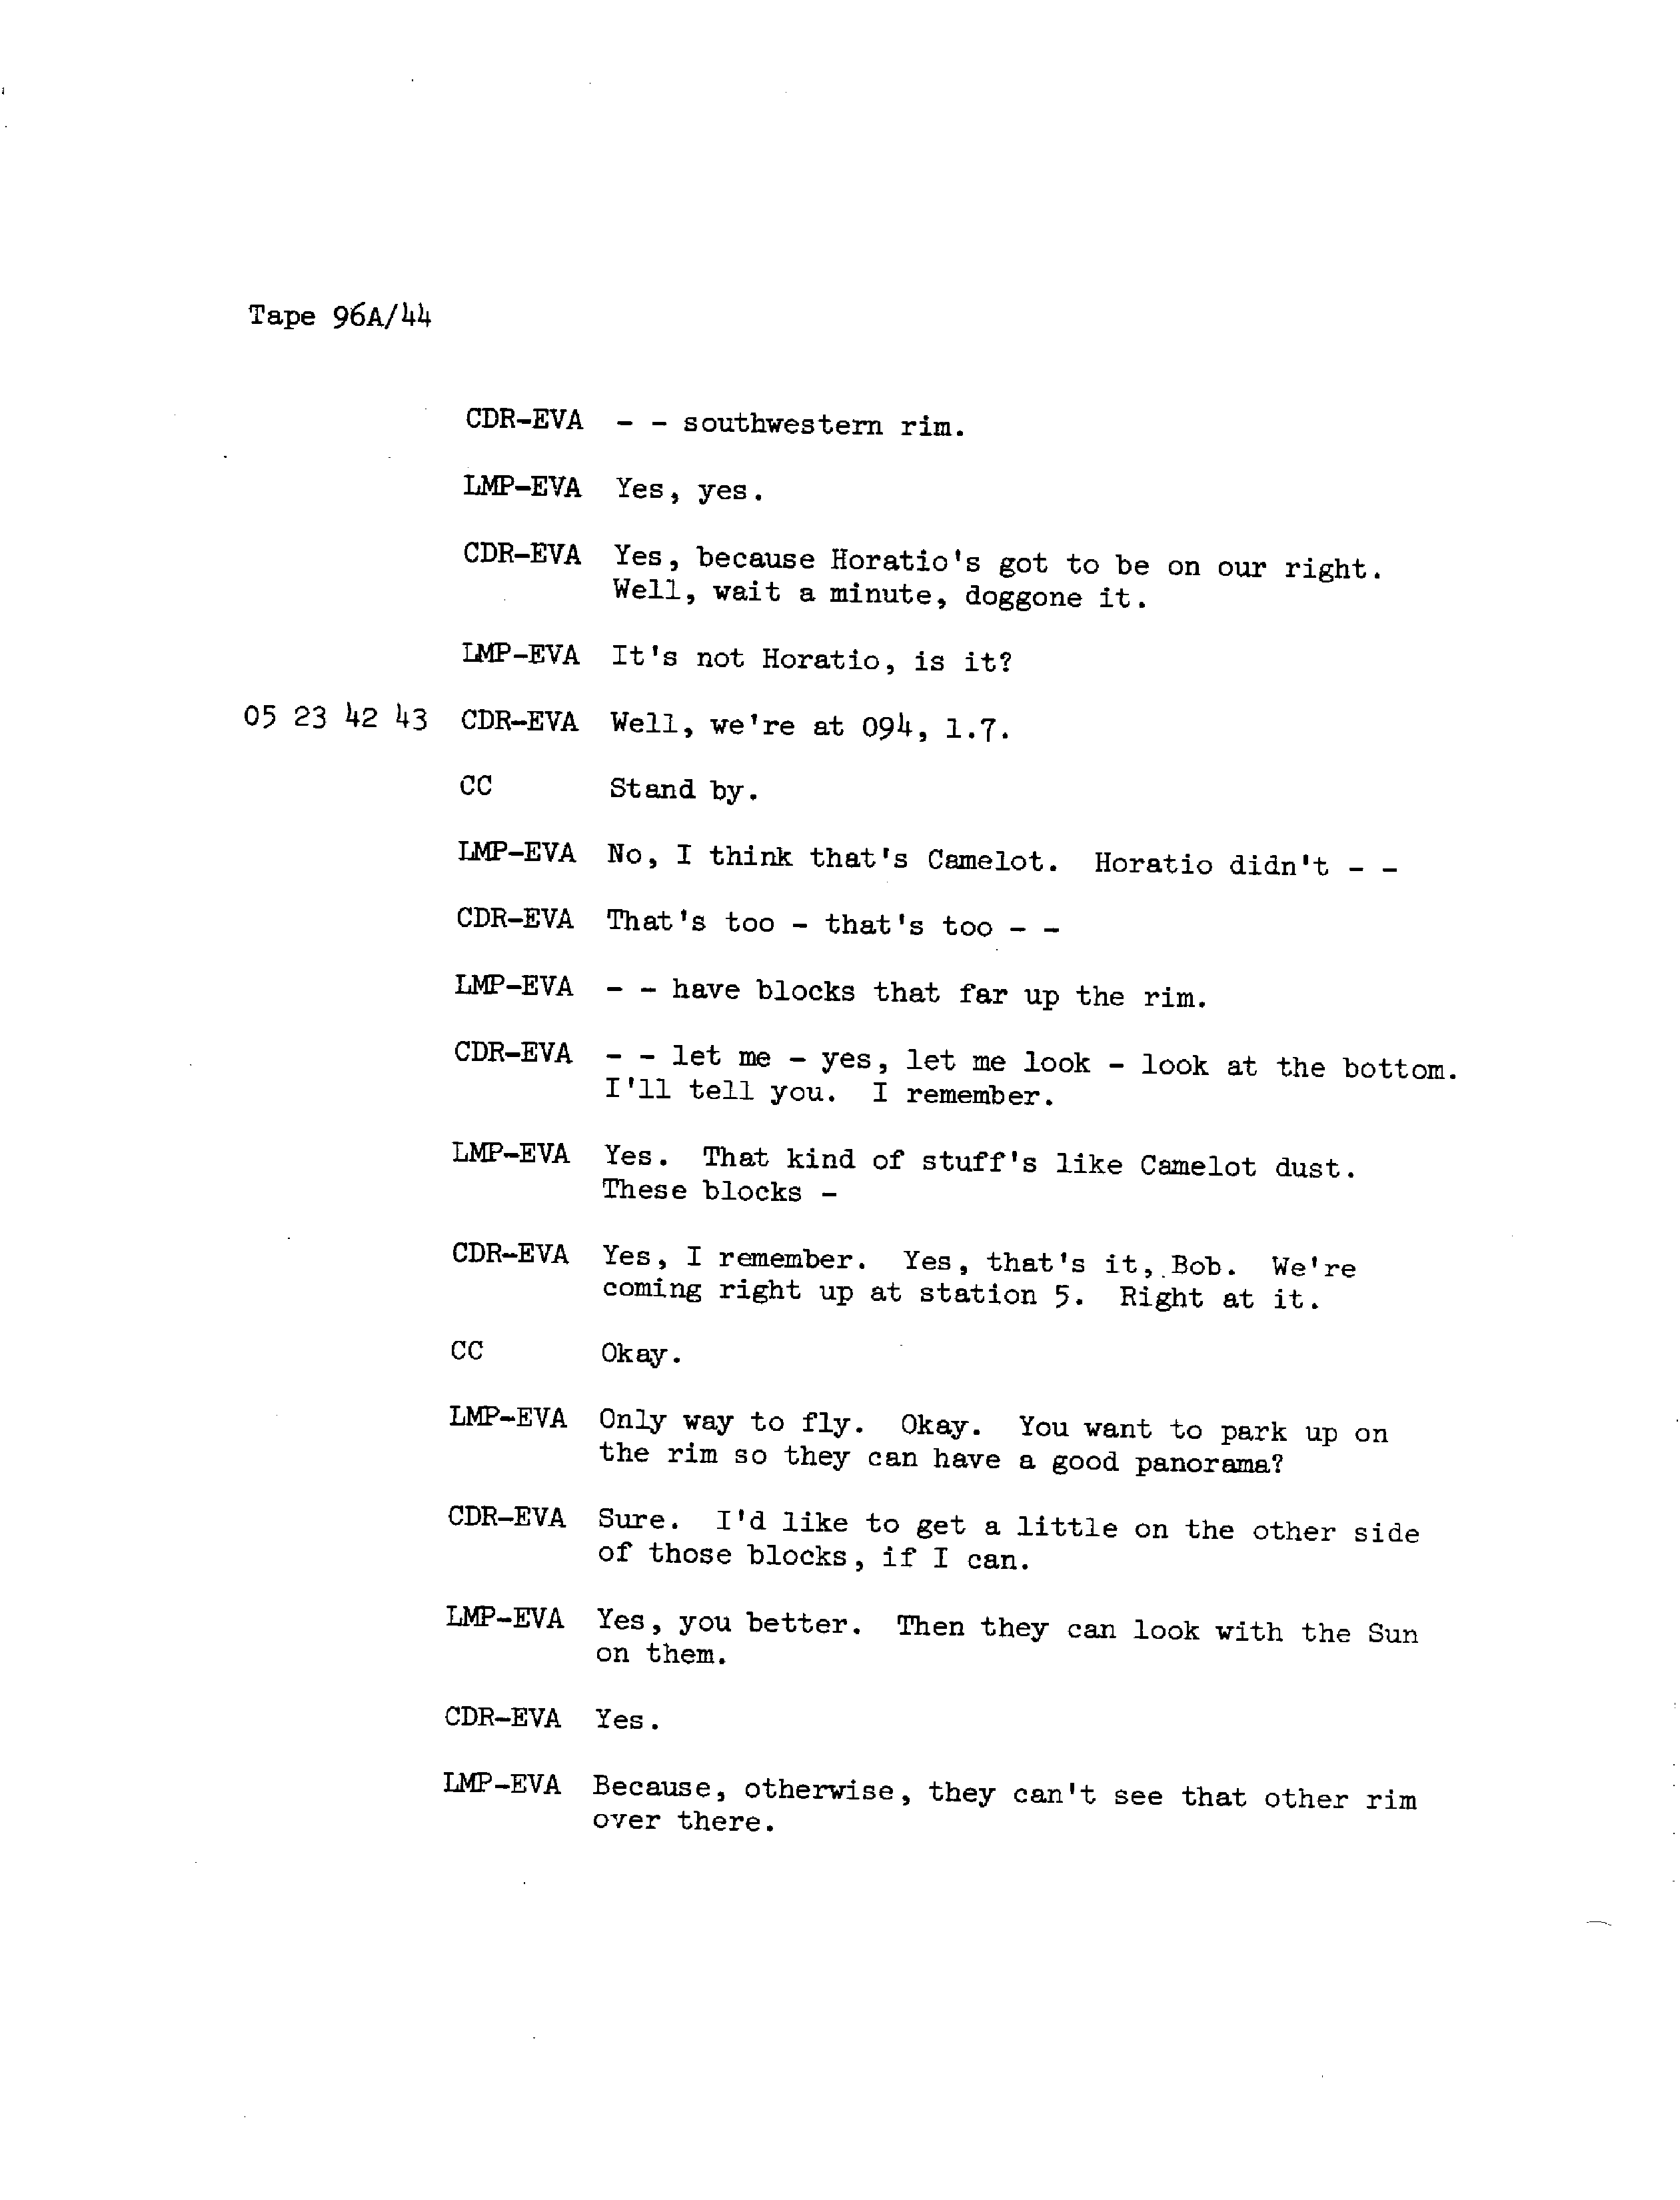 Tape 96A/44
CDR-EVA - - southwestern rim.
LMP-EVA Yes, yes.
CDR-EVA Yes, because Horatio's got to be on our right.
Well, wait a minute, doggone it.
LMP-EVA It's not Horatio, is it?
05 23 42 43 CDR-EVA Well, we're at 094, 1.7.
CC Stand by.
LMP-EVA No, I think that's Camelot. Horatio didn't - -
CDR-EVA That's too - that's too - -
LMP-EVA - - have blocks that far up the rim.
CDR-EVA - - let me - yes, let me look - look at the bottom.
I'll tell you. I remember.
LMP-EVA Yes. That kind of stuff's like Camelot dust.
These blocks -
CDR-EVA Yes, I remember. Yes, that's it, Bob. We're
coming right up at station 5. Right at it.
CC Okay.
LMP-EVA Only way to fly. Okay. You want to park up on
the rim so they can have a good panorama?
CDR-EVA Sure. I'd like to get a little on the other side
of those blocks, if I can.
LMP-EVA Yes, you better. Then they can look with the Sun
on them.
CDR-EVA Yes.
LMP-EVA Because, otherwise, they can't see that other rim
over there.